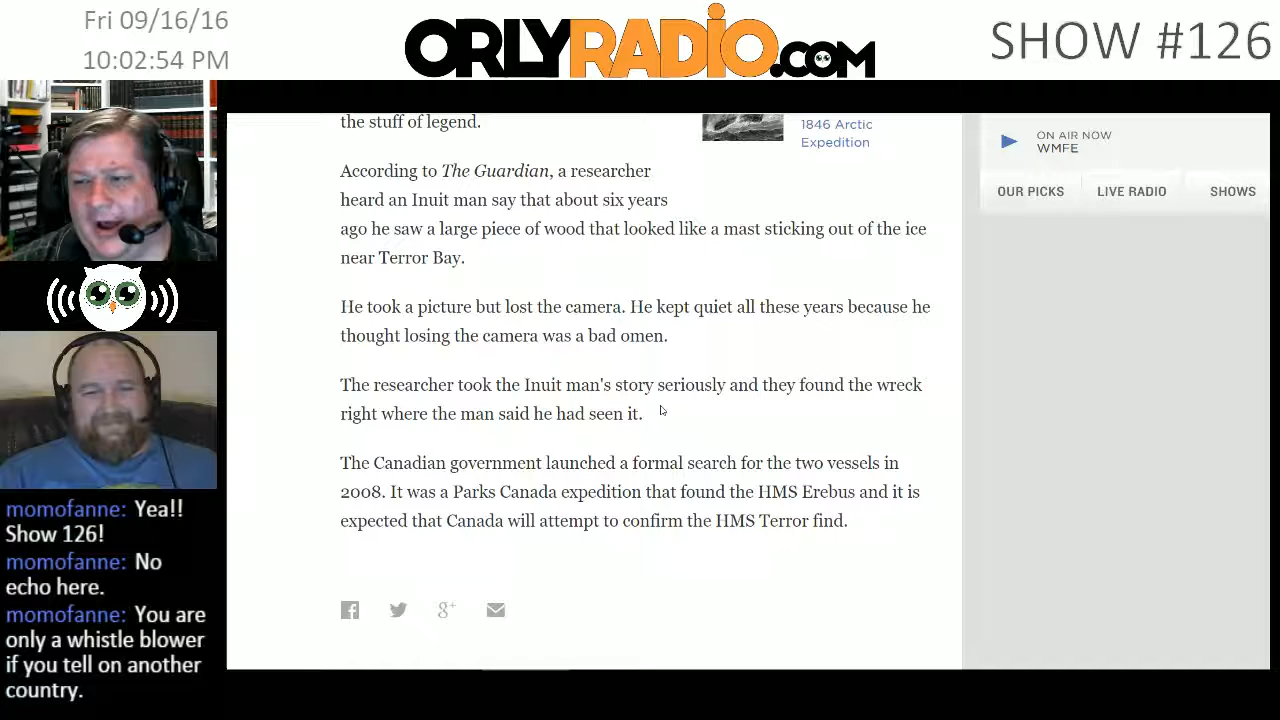 Fri 09/16/16
10:02:54 PM
ORLYRADIO.COM
SHOW #126
the stuff of legend.
1846 Arctic
Expedition
According to The Guardian, a researcher
heard an Inuit man say that about six years
ago he saw a large piece of wood that looked like a mast sticking out of the ice
near Terror Bay.
He took a picture but lost the camera. He kept quiet all these years because he
thought losing the camera was a bad omen.
The researcher took the Inuit man's story seriously and they found the wreck
right where the man said he had seen it.
The Canadian government launched a formal search for the two vessels in
2008. It was a Parks Canada expedition that found the HMS Erebus and it is
expected that Canada will attempt to confirm the HMS Terror find.
ON AIR NOW
WMFE
OUR PICKS
LIVE RADIO
SHOWS
momofanne: Yea!!
Show 126!
momofanne: No
echo here.
momofanne: You are
only a whistle blower
if you tell on another
country.
g+